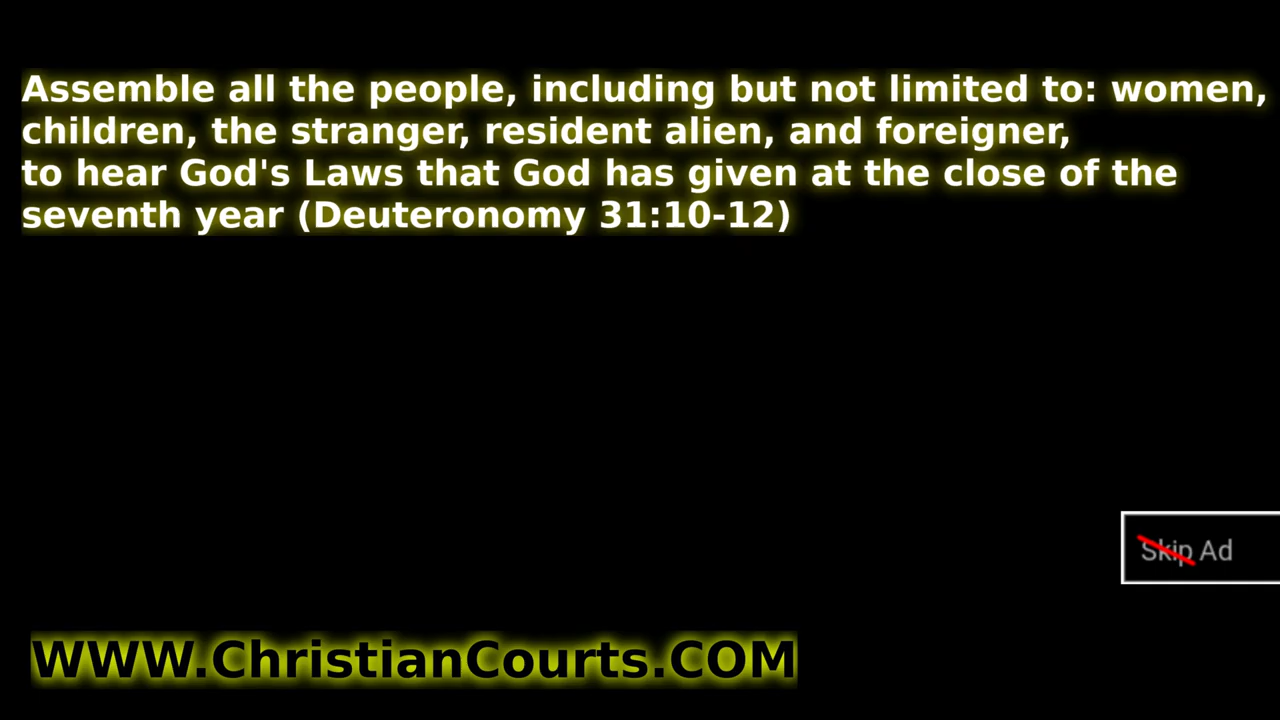 Assemble all the people, including but not limited to: women,
children, the stranger, resident alien, and foreigner,
to hear God's Laws that God has given at the close of the
seventh year (Deuteronomy 31:10-12)
Skip Ad
WWW.ChristianCourts.COM